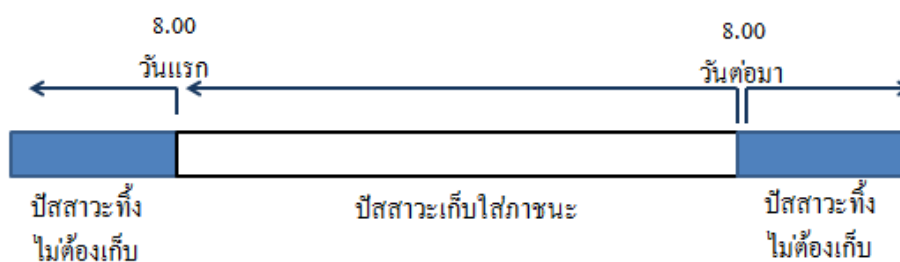 8.00
วันแรก
8.00
วันต่อมา
ปัสสาวะทิ้ง
ไม่ต้องเก็บ
ปัสสาวะเก็บใส่ภาชนะ
ปัสสาวะทิ้ง
ไม่ต้องเก็บ